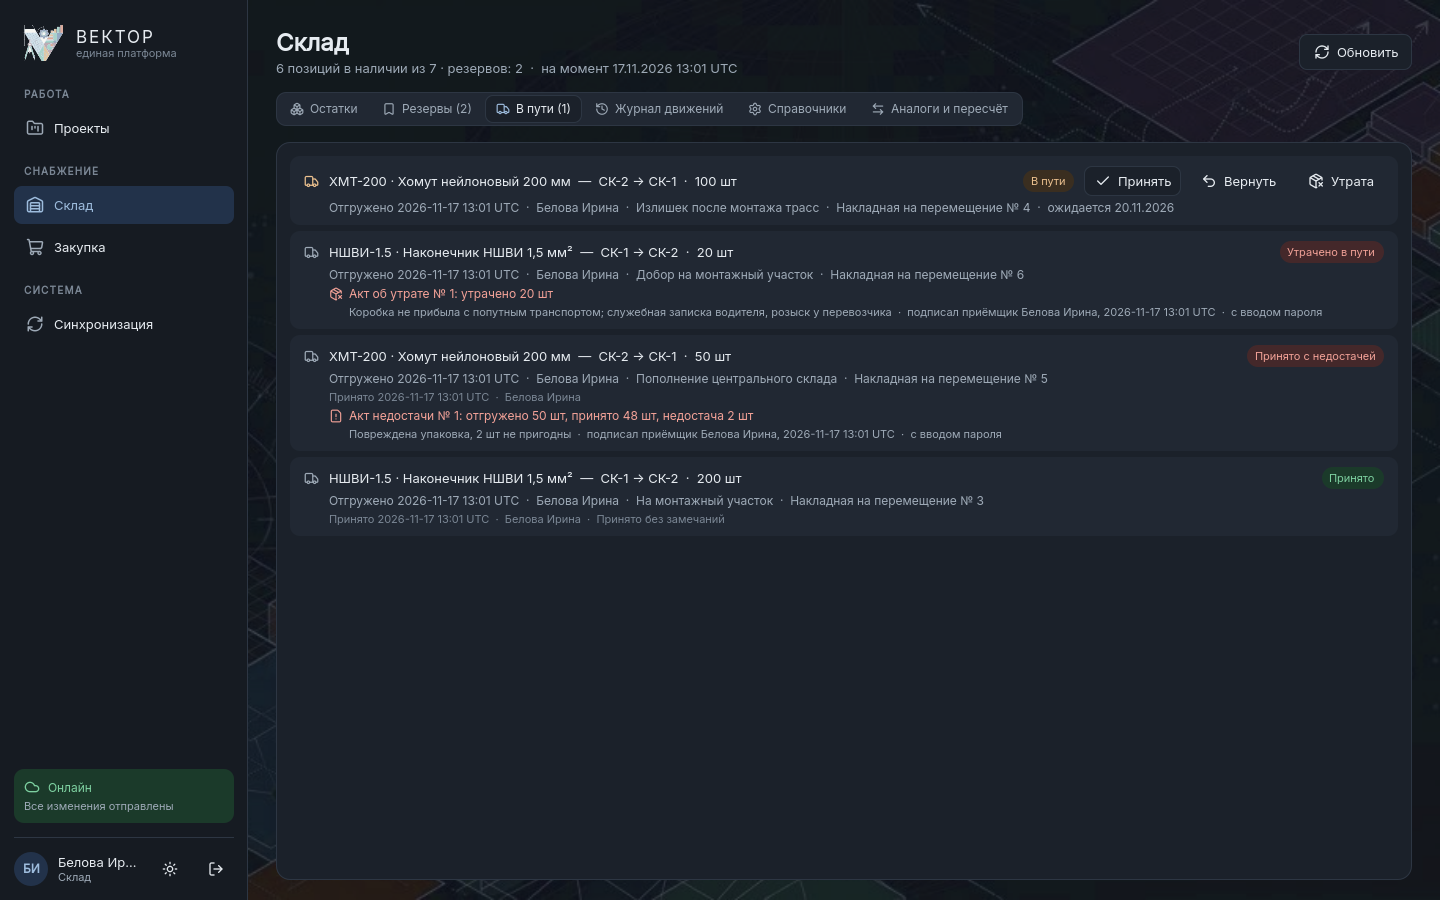 ВЕКТОР
единая платформа
РАБОТА
Проекты
СНАБЖЕНИЕ
Склад
Закупка
СИСТЕМА
Синхронизация
Онлайн
Все изменения отправлены
БИ
Белова Ир...
Склад
Склад
6 позиций в наличии из 7 · резервов: 2 · на момент 17.11.2026 13:01 UTC
Обновить
Остатки
Резервы (2)
В пути (1)
Журнал движений
Справочники
Аналоги и пересчёт
ХМТ-200 · Хомут нейлоновый 200 мм — СК-2 → СК-1 · 100 шт
В пути
Принять
Вернуть
Утрата
Отгружено 2026-11-17 13:01 UTC · Белова Ирина · Излишек после монтажа трасс · Накладная на перемещение № 4 · ожидается 20.11.2026
НШВИ-1.5 · Наконечник НШВИ 1,5 мм² — СК-1 → СК-2 · 20 шт
Утрачено в пути
Отгружено 2026-11-17 13:01 UTC · Белова Ирина · Добор на монтажный участок · Накладная на перемещение № 6
Акт об утрате № 1: утрачено 20 шт
Коробка не прибыла с попутным транспортом; служебная записка водителя, розыск у перевозчика · подписал приёмщик Белова Ирина, 2026-11-17 13:01 UTC · с вводом пароля
ХМТ-200 · Хомут нейлоновый 200 мм — СК-2 → СК-1 · 50 шт
Принято с недостачей
Отгружено 2026-11-17 13:01 UTC · Белова Ирина · Пополнение центрального склада · Накладная на перемещение № 5
Принято 2026-11-17 13:01 UTC · Белова Ирина
Акт недостачи № 1: отгружено 50 шт, принято 48 шт, недостача 2 шт
Повреждена упаковка, 2 шт не пригодны · подписал приёмщик Белова Ирина, 2026-11-17 13:01 UTC · с вводом пароля
НШВИ-1.5 · Наконечник НШВИ 1,5 мм² — СК-1 → СК-2 · 200 шт
Принято
Отгружено 2026-11-17 13:01 UTC · Белова Ирина · На монтажный участок · Накладная на перемещение № 3
Принято 2026-11-17 13:01 UTC · Белова Ирина · Принято без замечаний